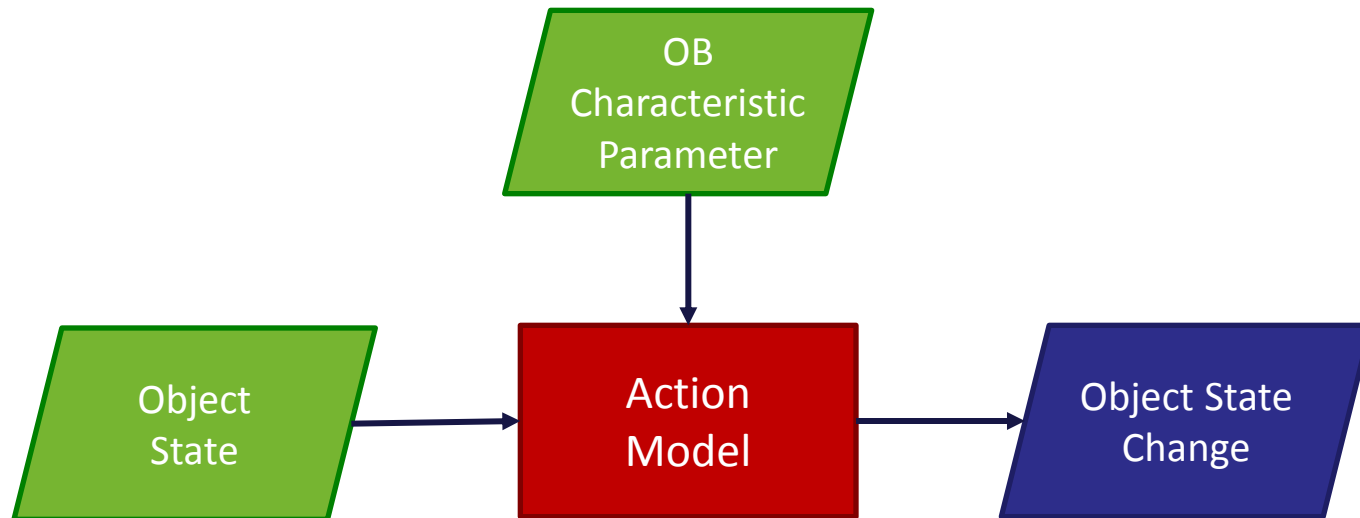 OB
Characteristic
Parameter
Object
State
Action
Model
Object State
Change